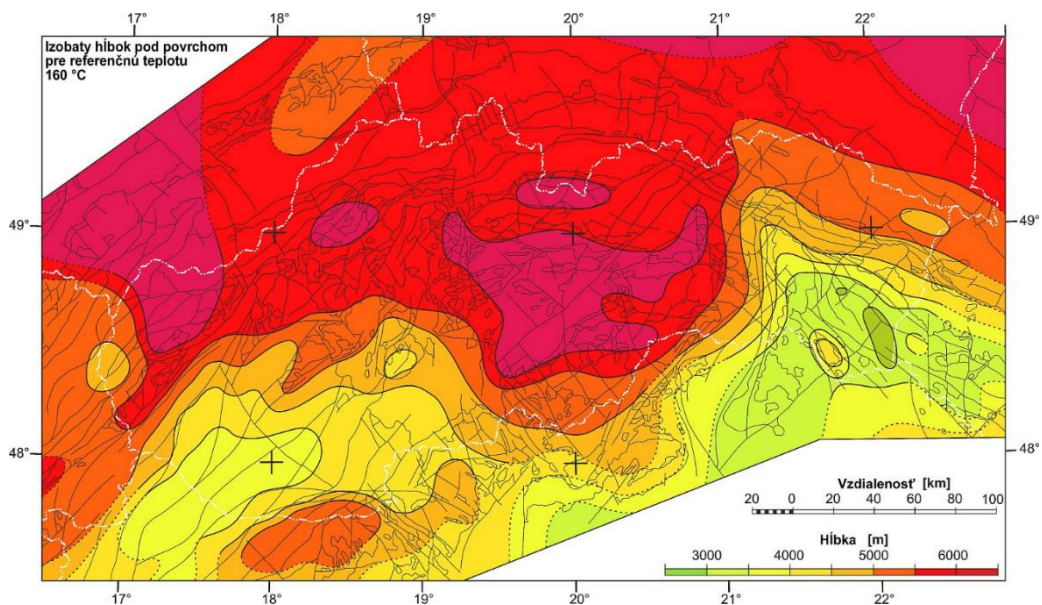 17° 18° 19° 20° 21° 22°
Izobaty hĺbok pod povrchom
pre referenčnú teplotu
160 °C
49° 49°
48° 48°
Vzdialenosť [km]
20 0 20 40 60 80 100
Hĺbka [m]
3000 4000 5000 6000
17° 18° 19° 20° 21° 22°